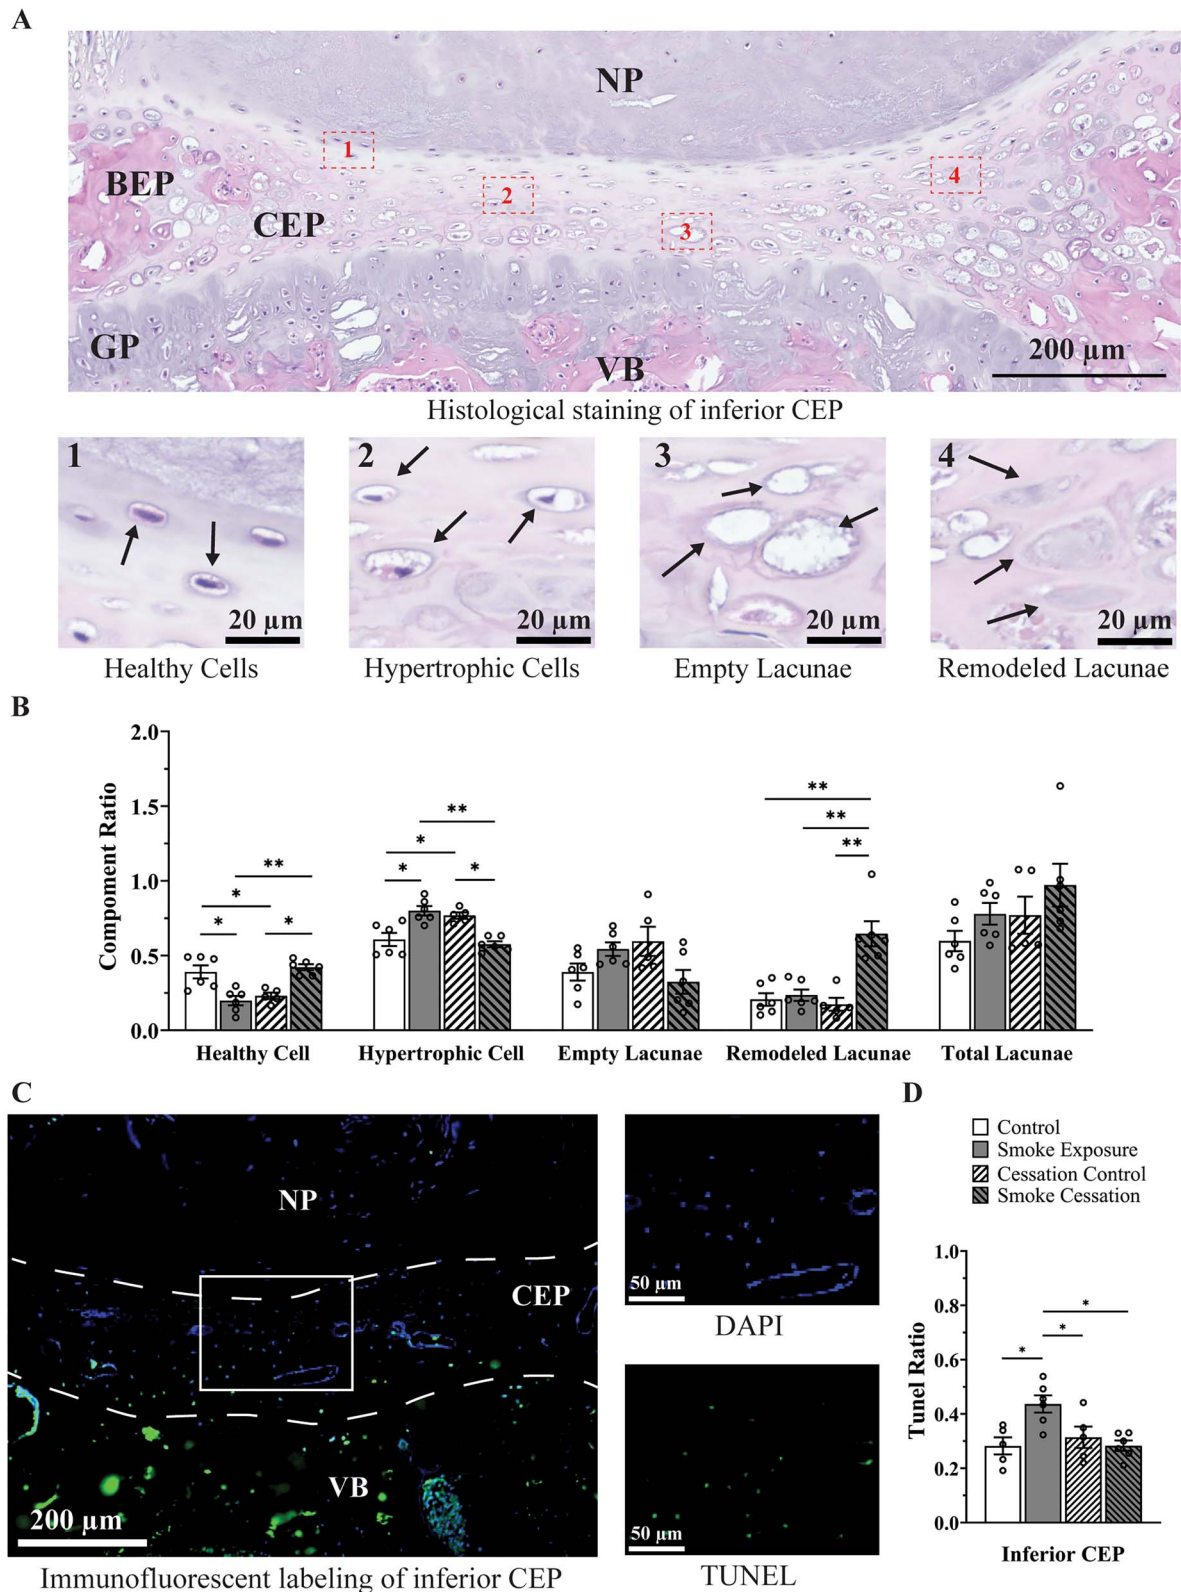 A
NP
1
2
3
4
BEP
CEP
GP
VB
200 µm
Histological staining of inferior CEP
1
20 µm
Healthy Cells
2
20 µm
Hypertrophic Cells
3
20 µm
Empty Lacunae
4
20 µm
Remodeled Lacunae
B
Compoment Ratio
2.0
1.5
1.0
0.5
0.0
* * * **
* * * **
** ** **
Healthy Cell
Hypertrophic Cell
Empty Lacunae
Remodeled Lacunae
Total Lacunae
C
NP
CEP
VB
200 µm
Immunofluorescent labeling of inferior CEP
50 µm
DAPI
50 µm
TUNEL
D
Control
Smoke Exposure
Cessation Control
Smoke Cessation
Tunel Ratio
1.0
0.8
0.6
0.4
0.2
0.0
* * *
Inferior CEP